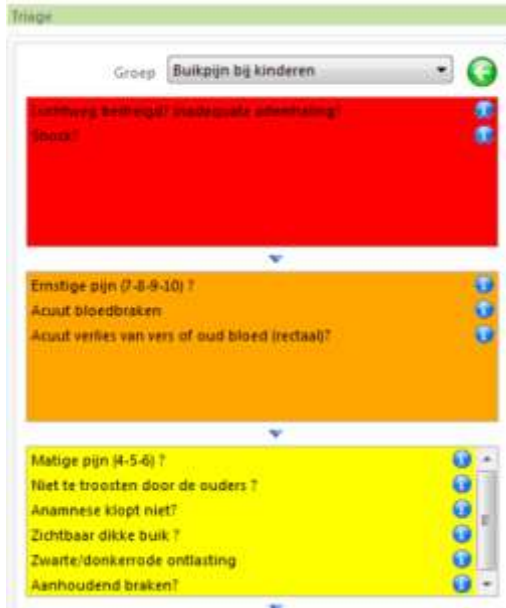 Triage
Groep Buikpijn bij kinderen
Luchtweg bedreigd? Inadequate ademhaling?
Shock?
Ernstige pijn (7-8-9-10) ?
Acuut bloedbraken
Acuut verlies van vers of oud bloed (rectaal)?
Matige pijn (4-5-6) ?
Niet te troosten door de ouders ?
Anamnese klopt niet?
Zichtbaar dikke buik ?
Zwarte/donkerrode ontlasting
Aanhoudend braken?